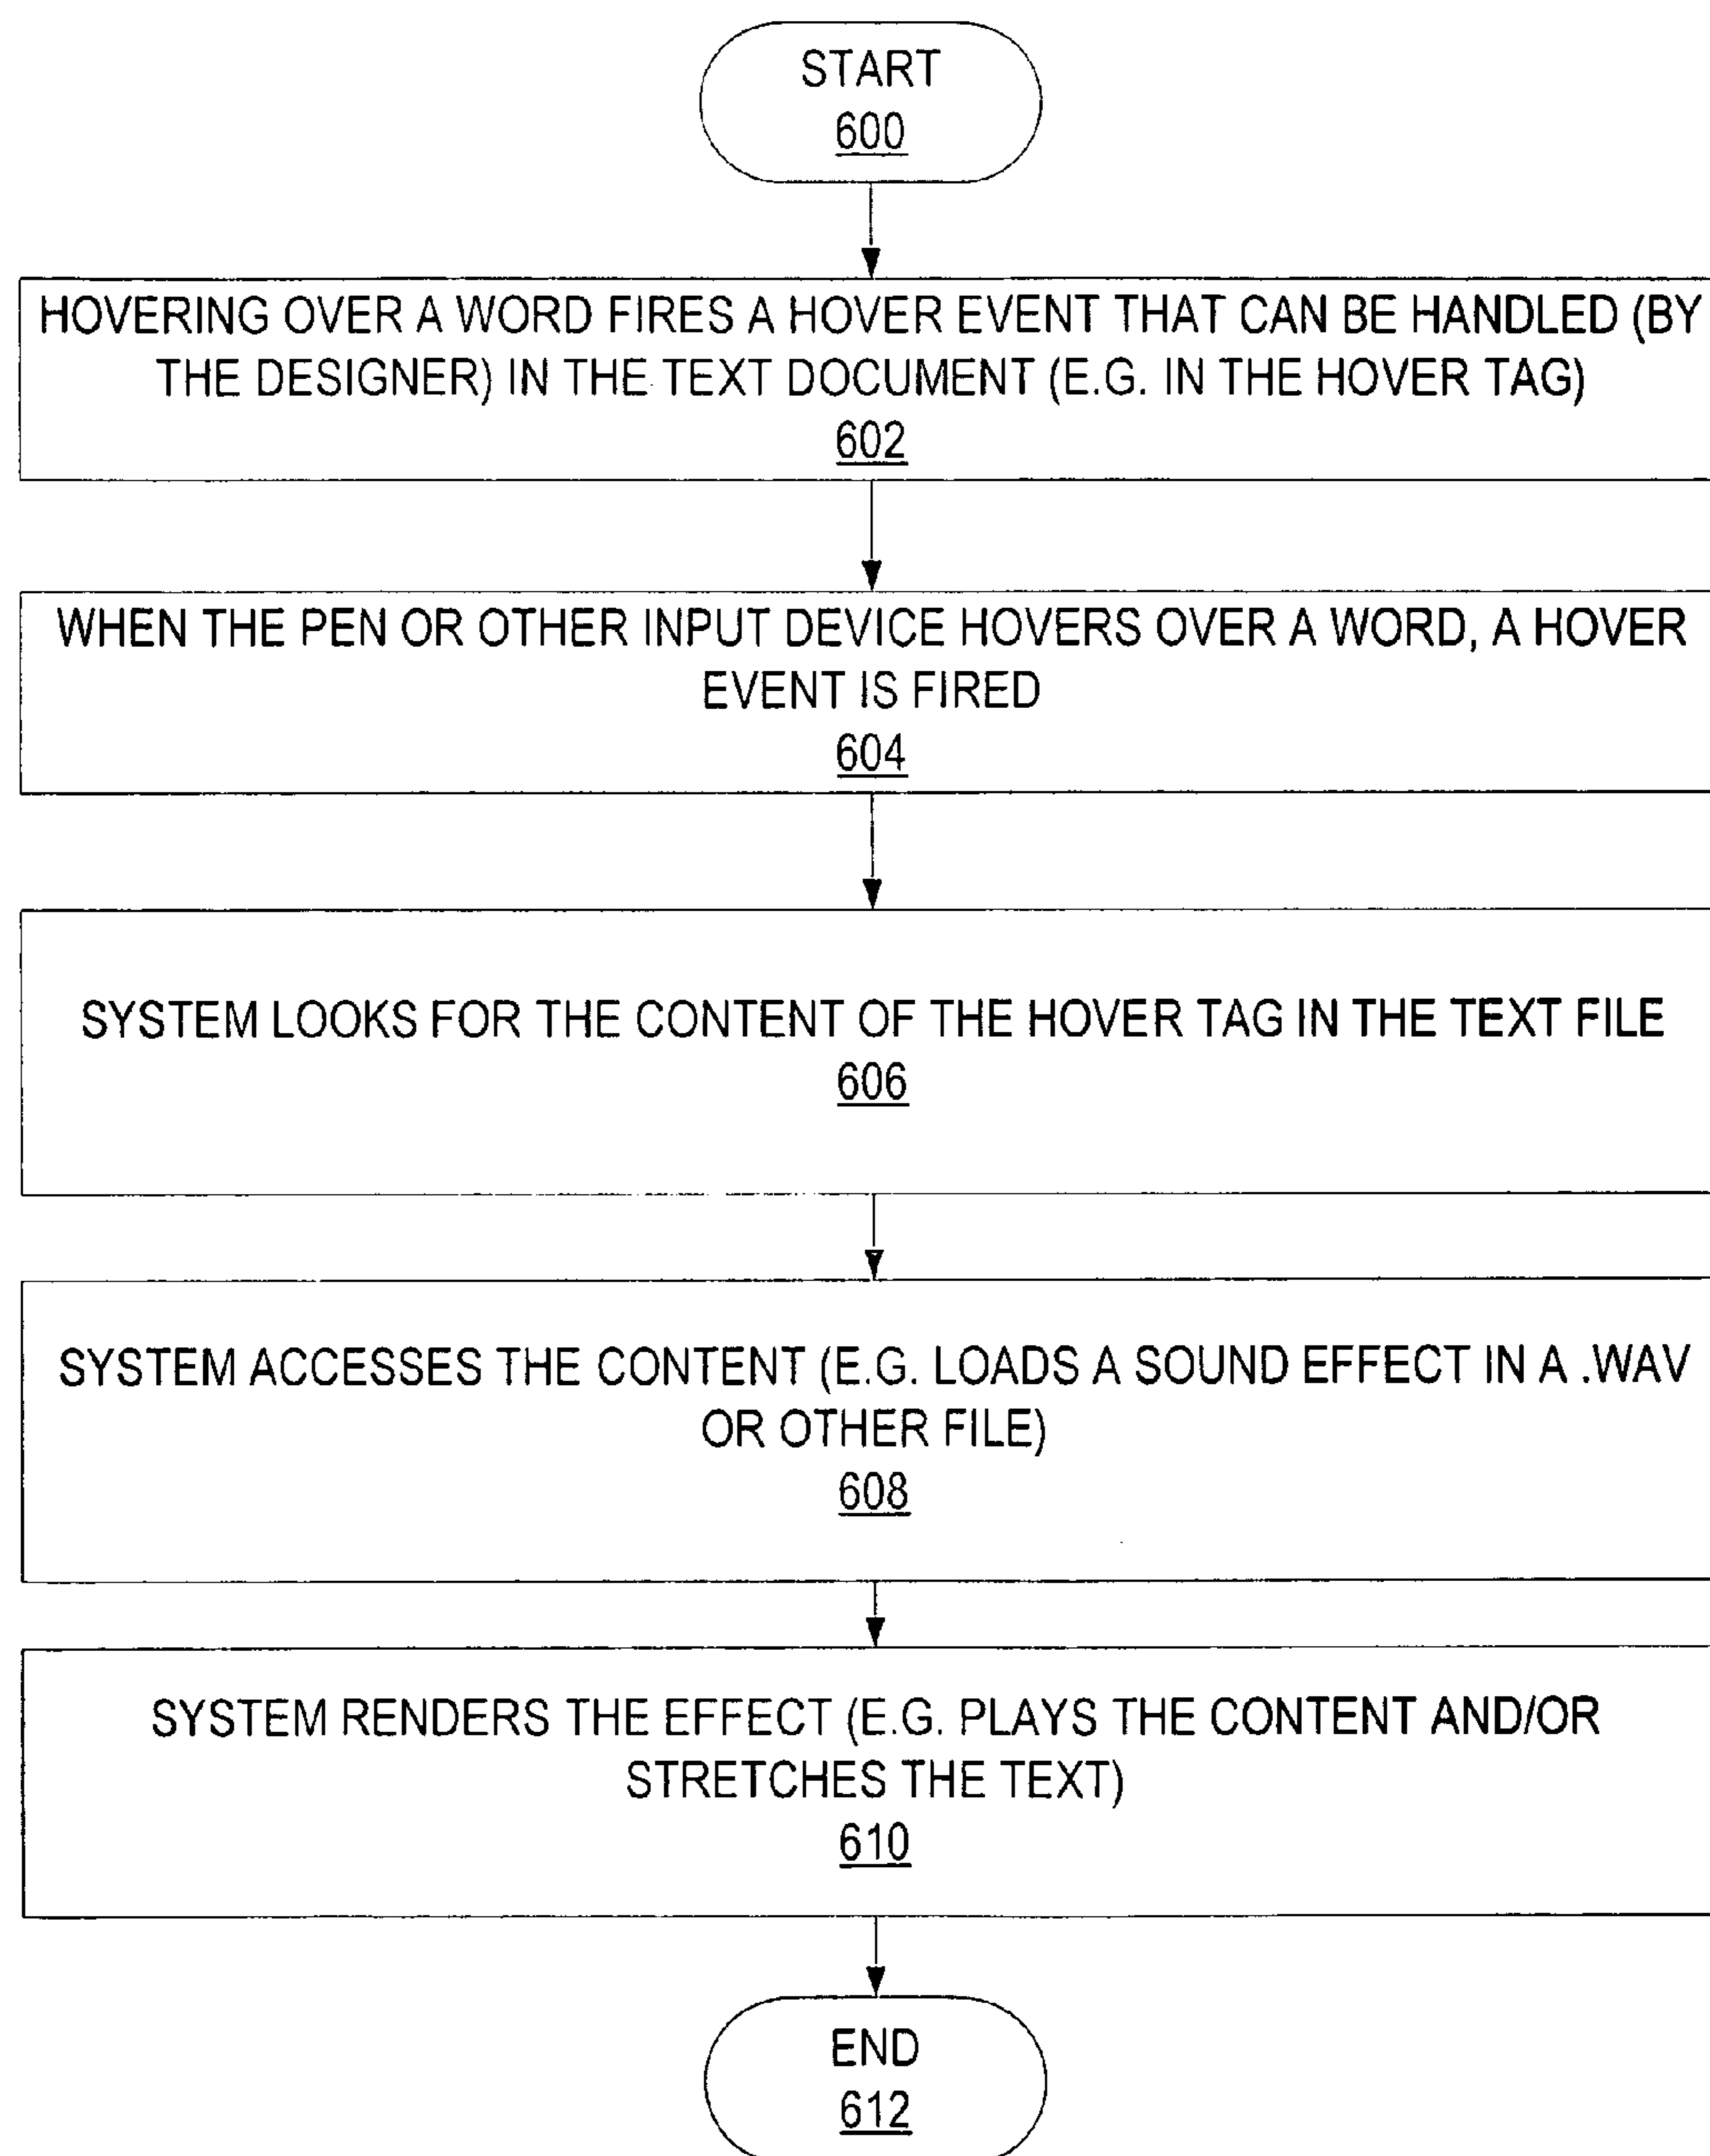 START
600
HOVERING OVER A WORD FIRES A HOVER EVENT THAT CAN BE HANDLED (BY
THE DESIGNER) IN THE TEXT DOCUMENT (E.G. IN THE HOVER TAG)
602
WHEN THE PEN OR OTHER INPUT DEVICE HOVERS OVER A WORD, A HOVER
EVENT IS FIRED
604
SYSTEM LOOKS FOR THE CONTENT OF THE HOVER TAG IN THE TEXT FILE
606
SYSTEM ACCESSES THE CONTENT (E.G. LOADS A SOUND EFFECT IN A .WAV
OR OTHER FILE)
608
SYSTEM RENDERS THE EFFECT (E.G. PLAYS THE CONTENT AND/OR
STRETCHES THE TEXT)
610
END
612